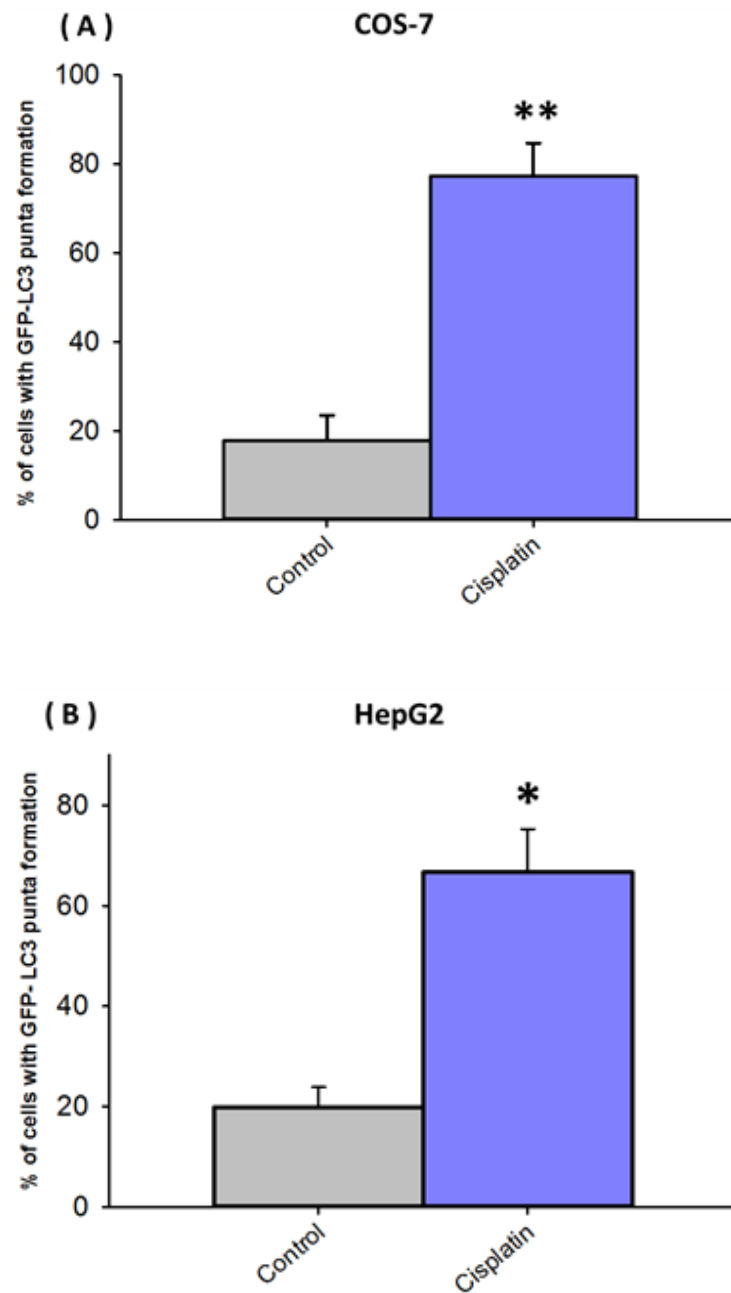 ( A )
COS-7
% of cells with GFP-LC3 punta formation
100
80
60
40
20
0
**
Control
Cisplatin
( B )
HepG2
% of cells with GFP- LC3 punta formation
80
60
40
20
0
*
Control
Cisplatin